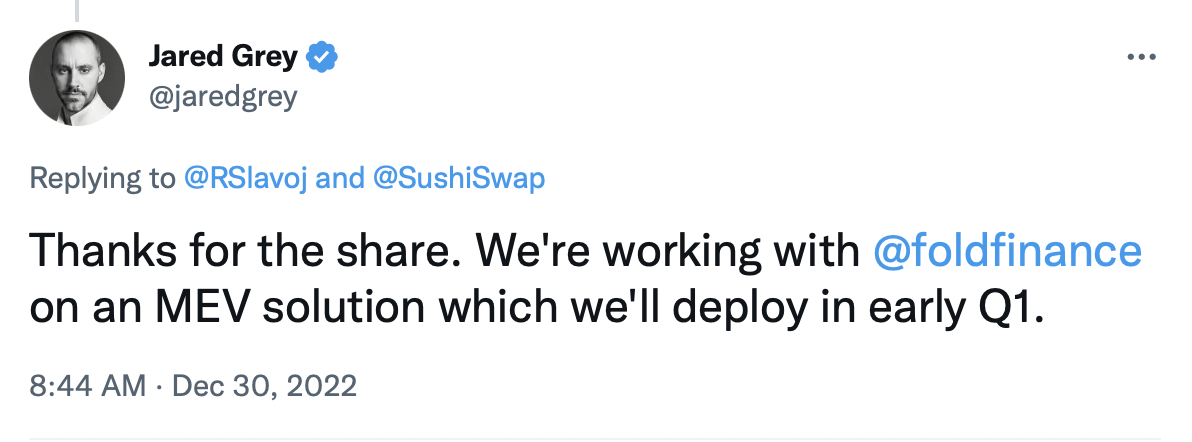 Jared Grey
@jaredgrey
Replying to @RSlavoj and @SushiSwap
Thanks for the share. We're working with @foldfinance
on an MEV solution which we'll deploy in early Q1.
8:44 AM · Dec 30, 2022